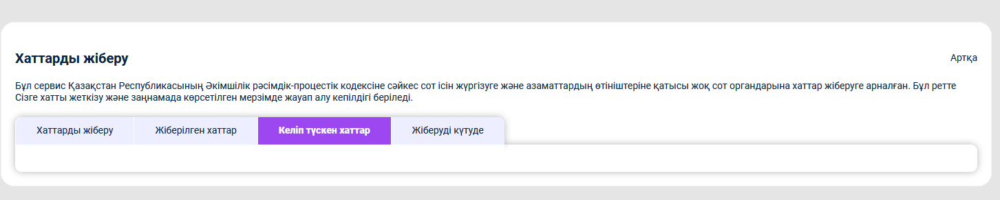 Хаттарды жіберу
Артқа
Бұл сервис Қазақстан Республикасының Әкімшілік рәсімдік-процестік кодексіне сәйкес сот ісін жүргізуге және азаматтардың өтініштеріне қатысы жоқ сот органдарына хаттар жіберуге арналған. Бұл ретте
Сізге хатты жеткізу және заңнамада көрсетілген мерзімде жауап алу кепілдігі беріледі.
Хаттарды жіберу
Жіберілген хаттар
Келіп түскен хаттар
Жіберуді күтуде